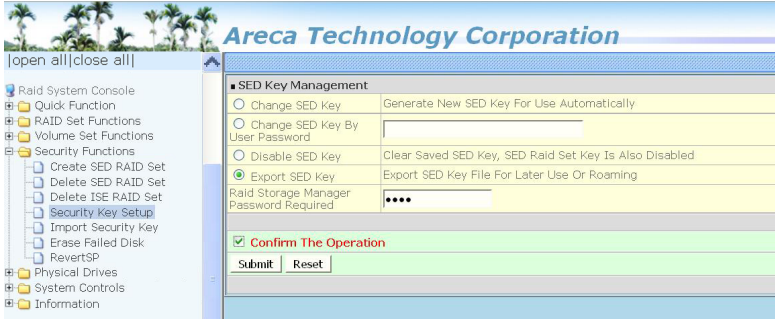 Areca Technology Corporation
|open all|close all|
Raid System Console
Quick Function
RAID Set Functions
Volume Set Functions
Security Functions
Create SED RAID Set
Delete SED RAID Set
Delete ISE RAID Set
Security Key Setup
Import Security Key
Erase Failed Disk
RevertSP
Physical Drives
System Controls
Information
SED Key Management
Change SED Key Generate New SED Key For Use Automatically
Change SED Key By
User Password
Disable SED Key Clear Saved SED Key, SED Raid Set Key Is Also Disabled
Export SED Key Export SED Key File For Later Use Or Roaming
Raid Storage Manager
Password Required ••••
Confirm The Operation
Submit Reset